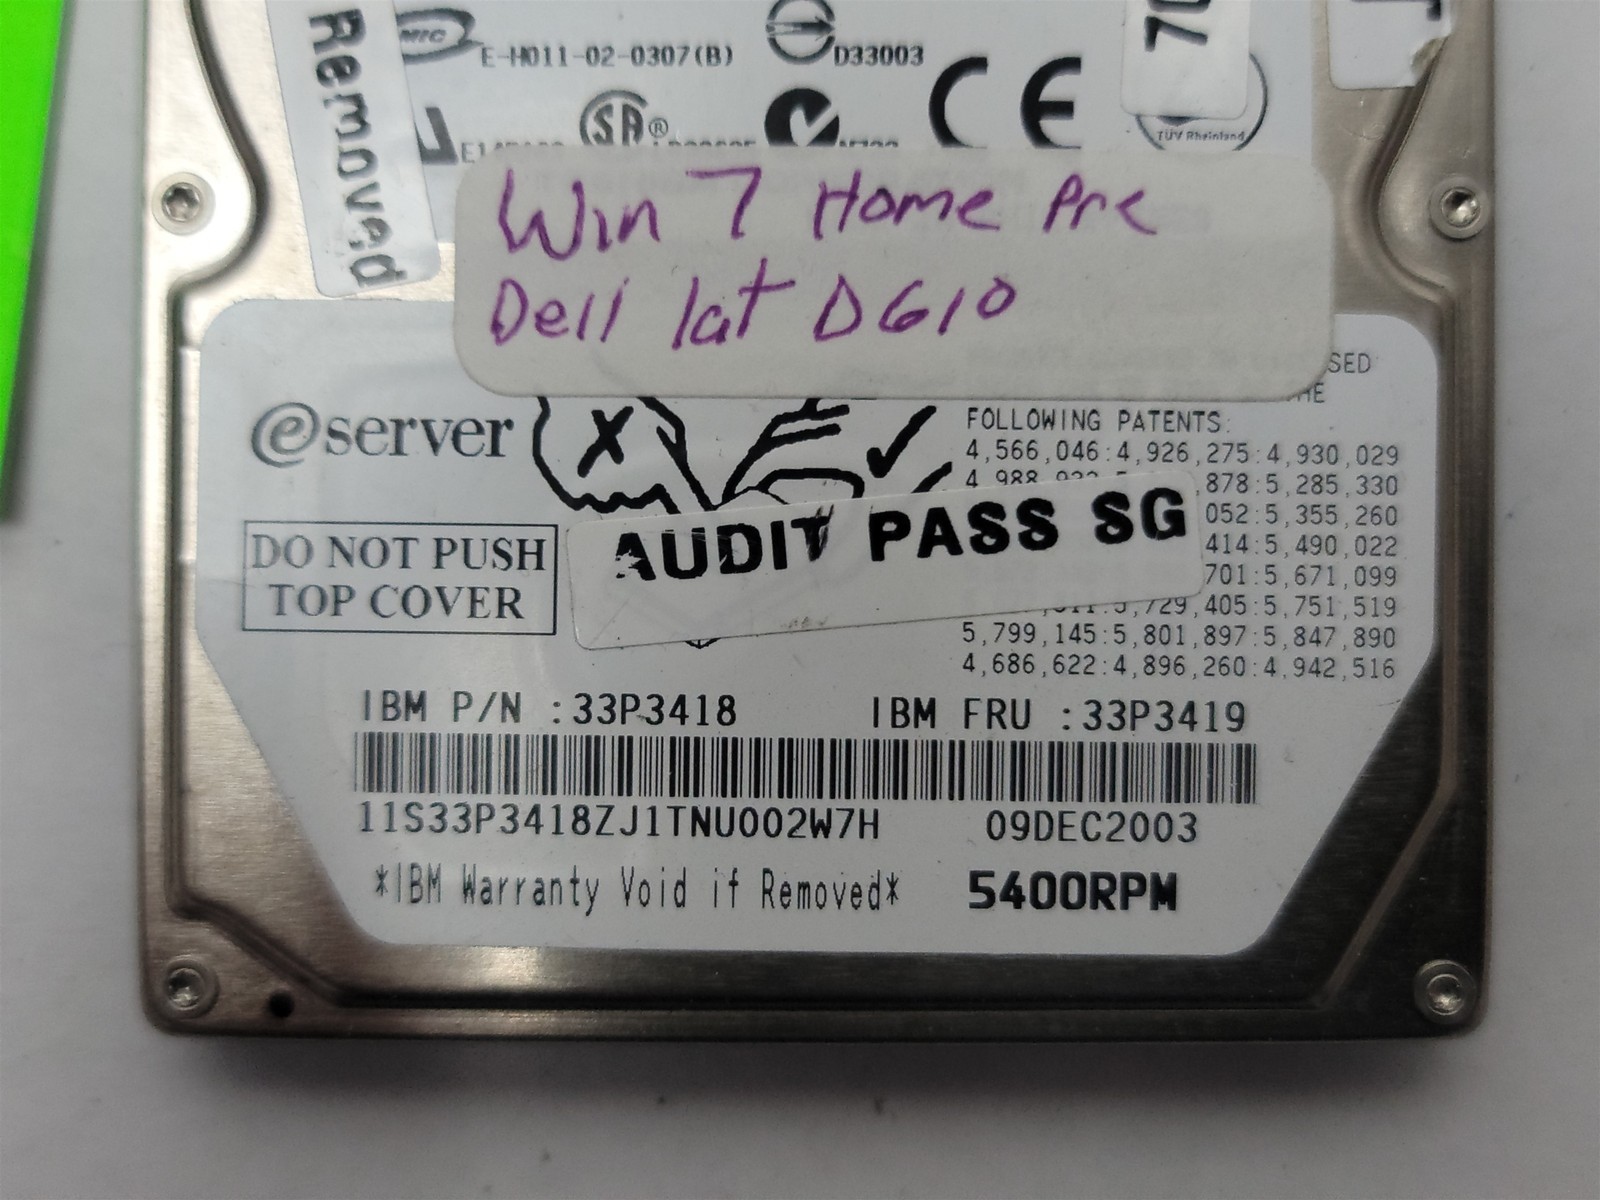 Removed
MIC
E-H011-02-0307(B)
D33003
SA®
CE
TÜV Rheinland
Win 7 Home Pre
Dell lat D610
SED
FOLLOWING PATENTS:
4,566,046:4,926,275:4,930,029
,878:5,285,330
052:5,355,260
414:5,490,022
701:5,671,099
5,729,405:5,751,519
5,799,145:5,801,897:5,847,890
4,686,622:4,896,260:4,942,516
eserver
X
DO NOT PUSH
TOP COVER
AUDIT PASS SG
IBM P/N :33P3418 IBM FRU :33P3419
11S33P3418ZJ1TNU002W7H 09DEC2003
*IBM Warranty Void if Removed* 5400RPM